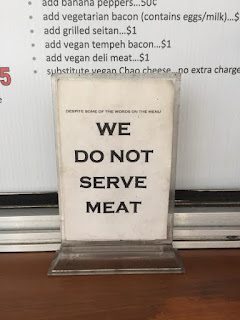 add banana peppers...50¢
add vegetarian bacon (contains eggs/milk)...$
add grilled seitan...$1
add vegan tempeh bacon...$1
add vegan deli meat...$1
substitute vegan Chao cheese...no extra charge
5
DESPITE SOME OF THE WORDS ON THE MENU
WE
DO NOT
SERVE
MEAT